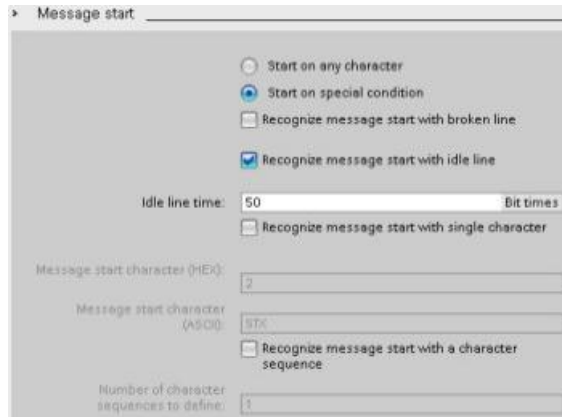 Message start
Start on any character
Start on special condition
Recognize message start with broken line
Recognize message start with idle line
Idle line time: 50 Bit times
Recognize message start with single character
Message start character (HEX): 2
Message start character
(ASCII): STX
Recognize message start with a character
sequence
Number of character
sequences to define: 1